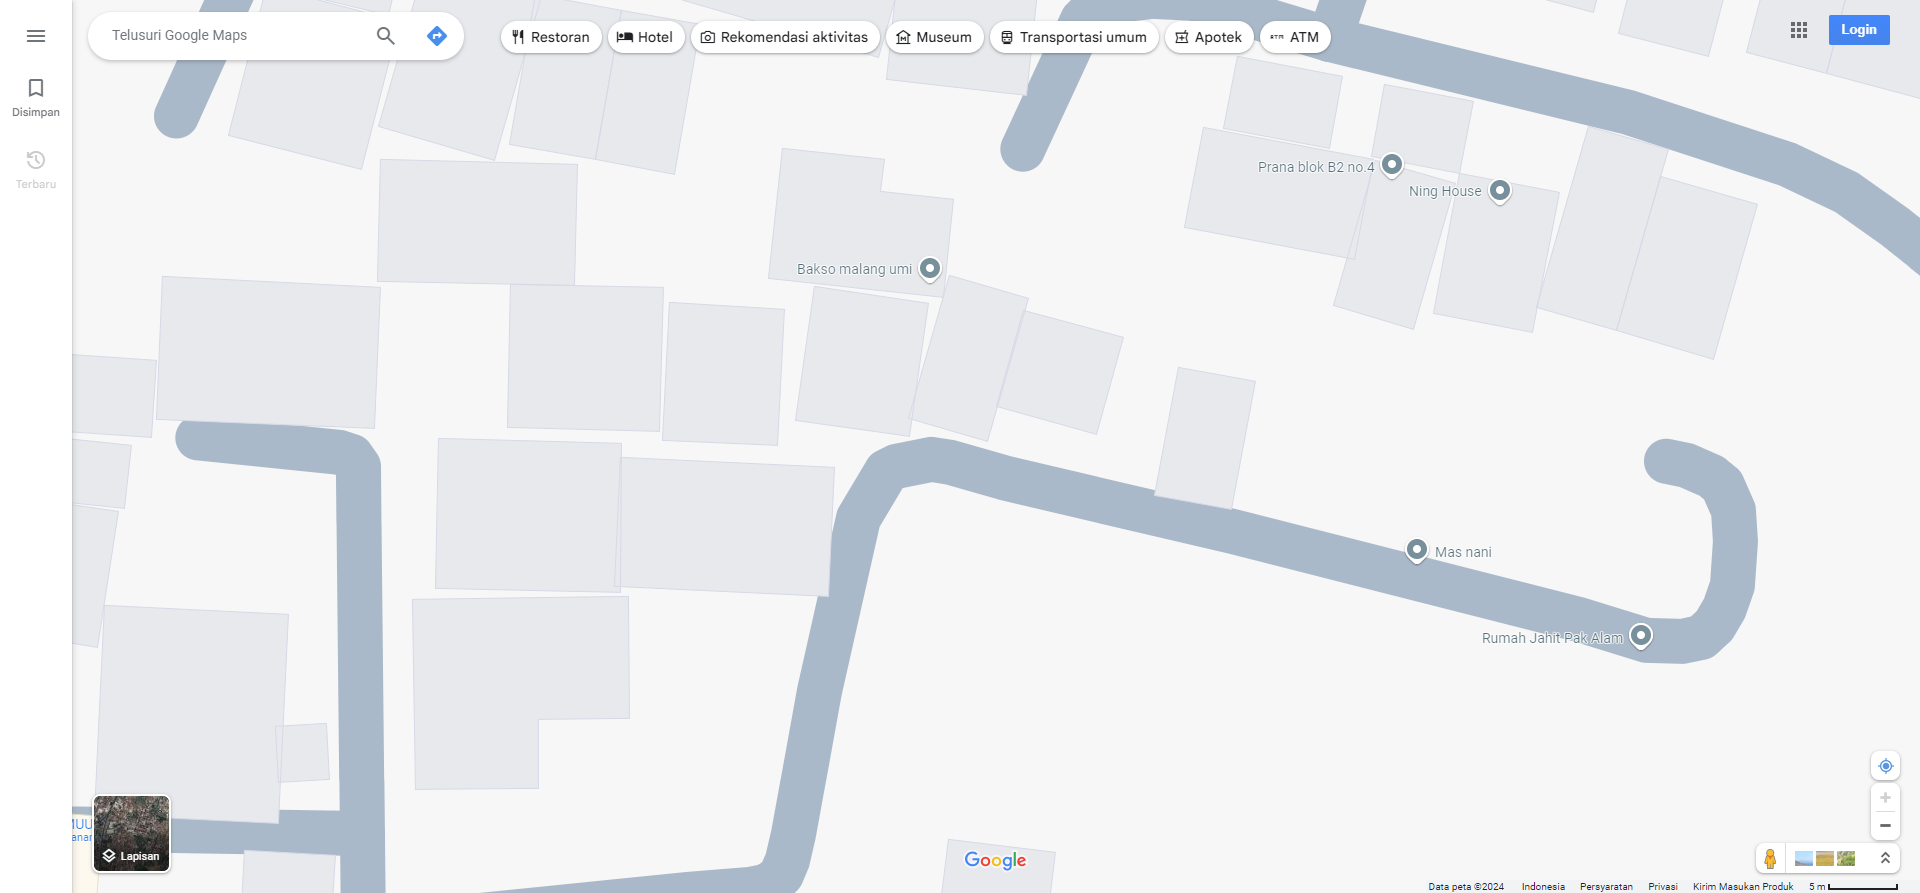 Telusuri Google Maps
Restoran
Hotel
Rekomendasi aktivitas
Museum
Transportasi umum
Apotek
ATM
ATM
Login
Disimpan
Terbaru
Prana blok B2 no.4
Ning House
Bakso malang umi
Mas nani
Rumah Jahit Pak Alam
Lapisan
Google
Data peta ©2024
Indonesia
Persyaratan
Privasi
Kirim Masukan Produk
5 m